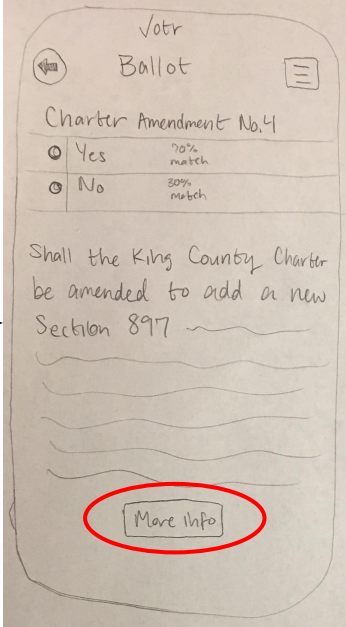 Votr
Ballot
Charter Amendment No.4
Yes 70%
match
No 30%
match
Shall the King County Charter
be amended to add a new
Section 897
More info